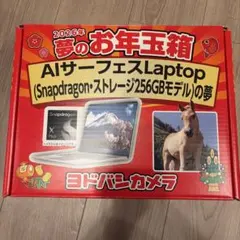 2026年
夢のお年玉箱
AIサーフェスLaptop
(Snapdragon・ストレージ256GBモデル)の夢
Snapdragon
ヨドバシカメラ